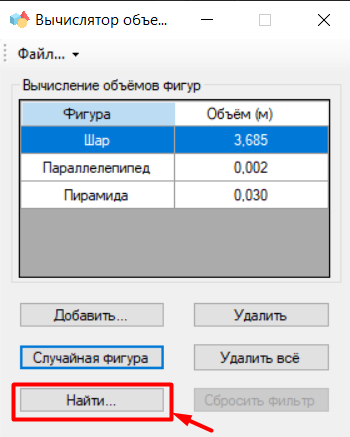 Вычислятор объе...
Файл...
Вычисление объёмов фигур
Фигура Объём (м)
Шар 3,685
Параллелепипед 0,002
Пирамида 0,030
Добавить... Удалить
Случайная фигура Удалить всё
Найти... Сбросить фильтр